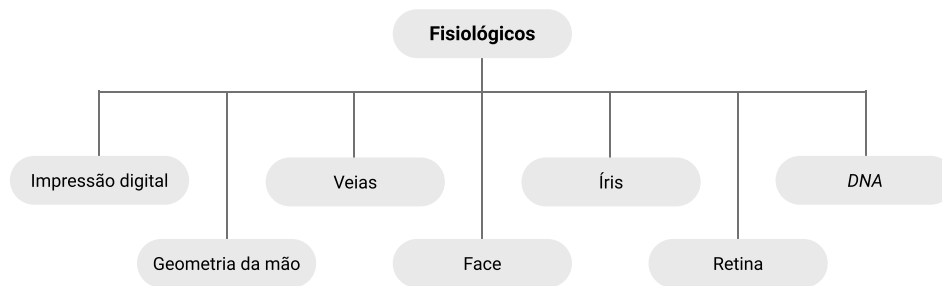 Fisiológicos
Impressão digital
Veias
Íris
DNA
Geometria da mão
Face
Retina